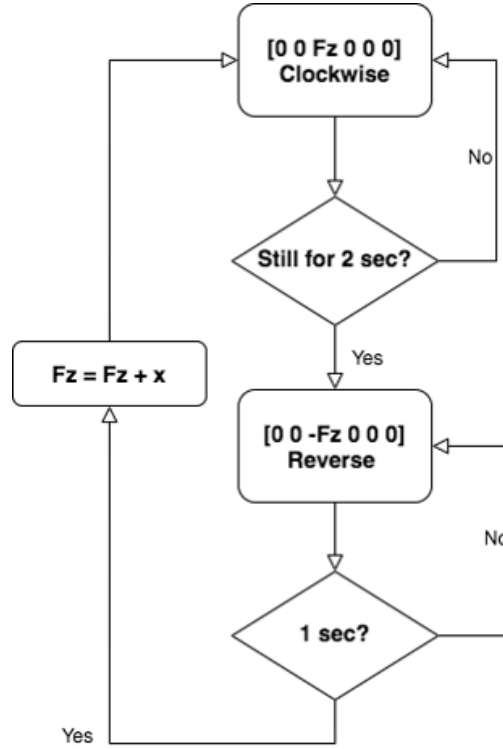 [0 0 Fz 0 0 0]
Clockwise
No
Still for 2 sec?
Yes
Fz = Fz + x
[0 0 -Fz 0 0 0]
Reverse
No
1 sec?
Yes